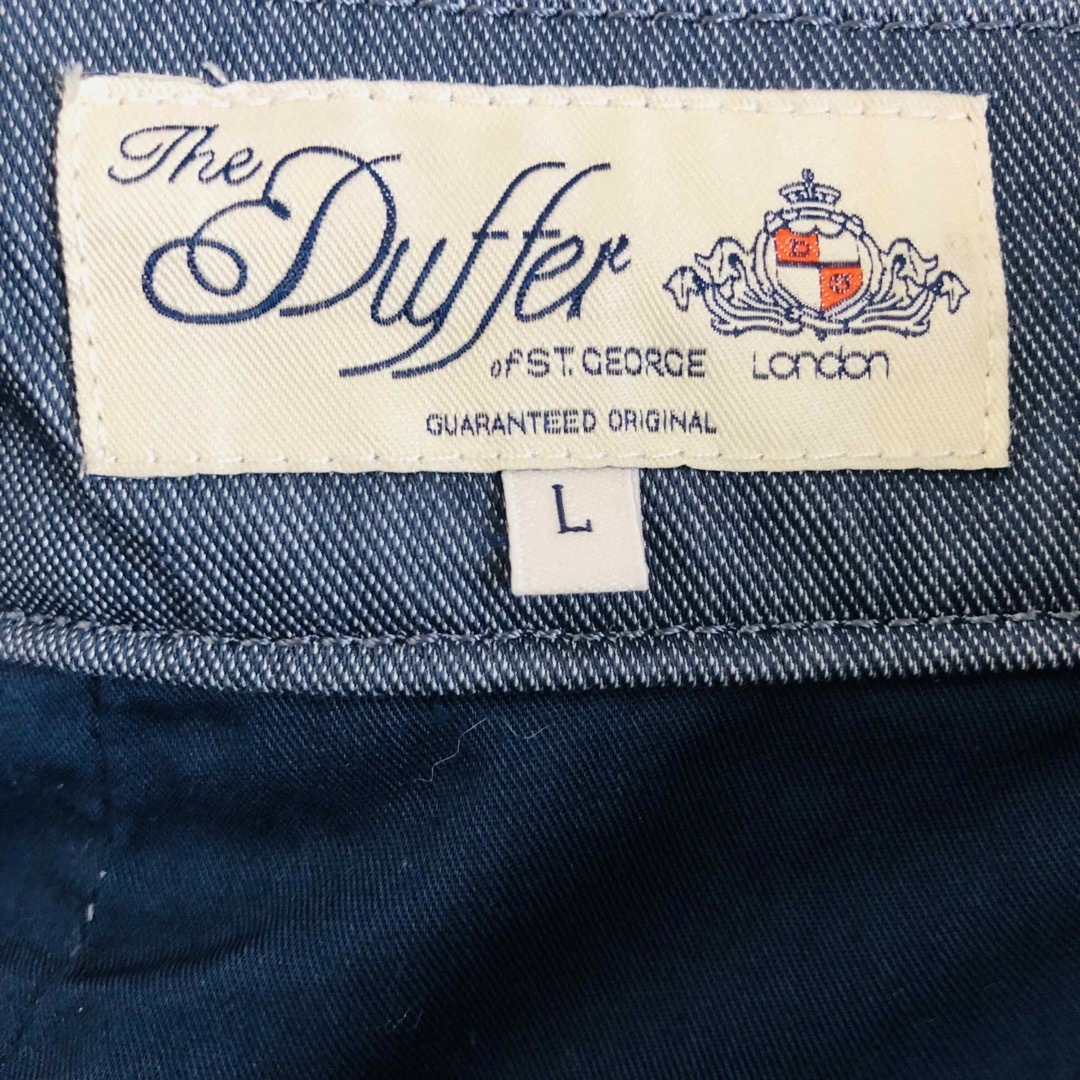 The
Duffer
of ST. GEORGE
D
G
London
GUARANTEED ORIGINAL
L